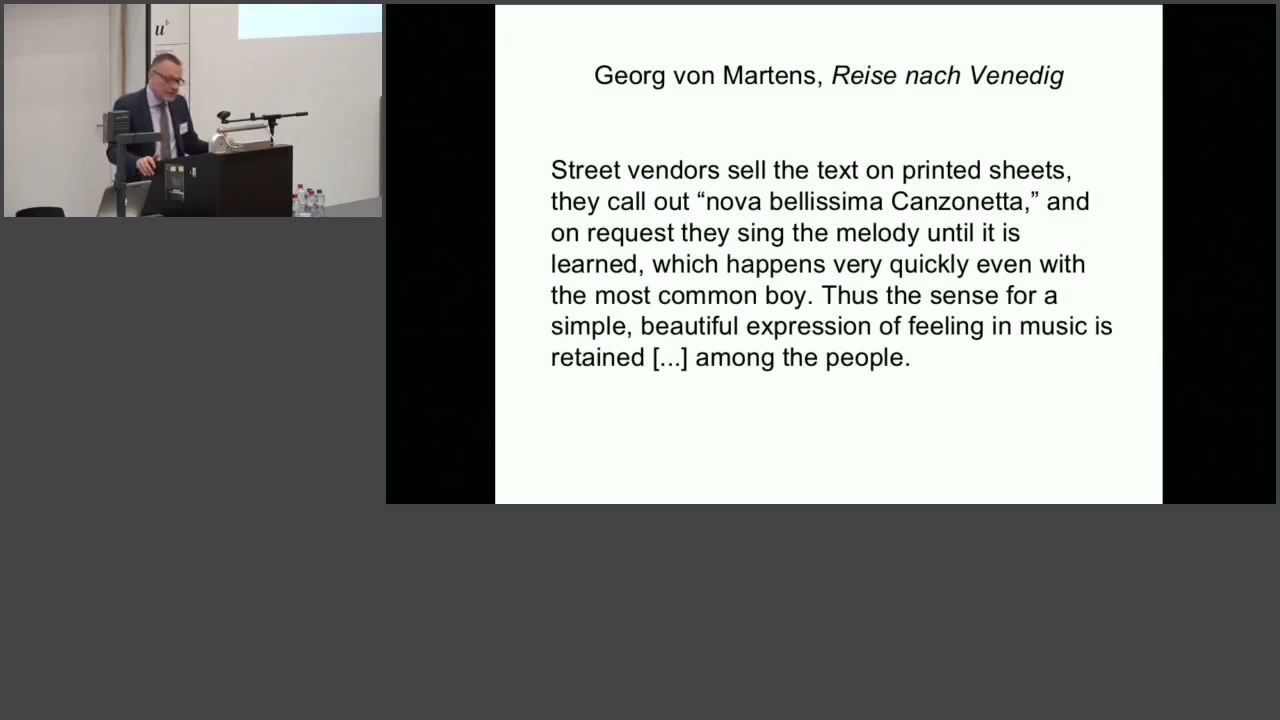 u^b
Georg von Martens, Reise nach Venedig
Street vendors sell the text on printed sheets,
they call out “nova bellissima Canzonetta,” and
on request they sing the melody until it is
learned, which happens very quickly even with
the most common boy. Thus the sense for a
simple, beautiful expression of feeling in music is
retained [...] among the people.